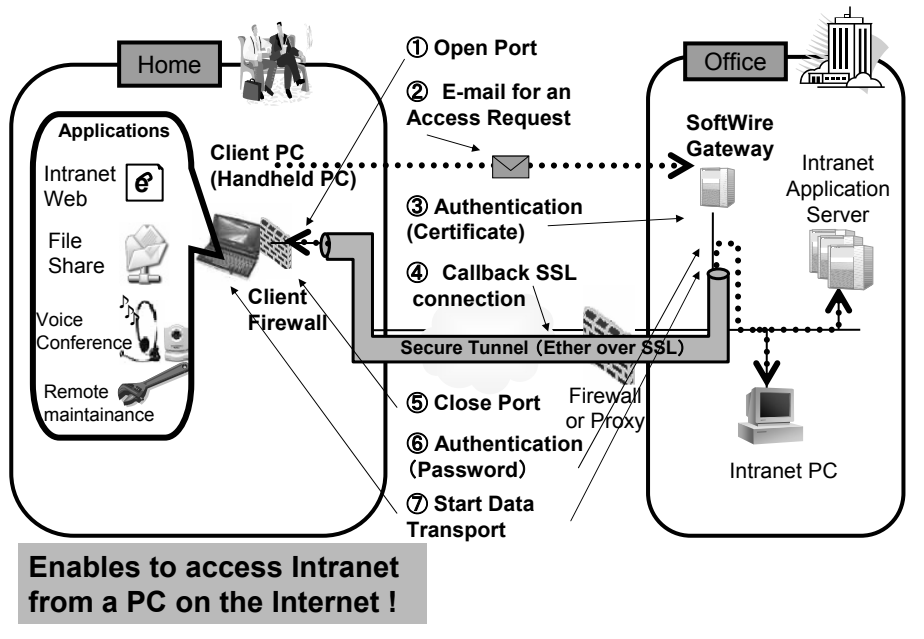 Home
Applications
Intranet
Web
File
Share
Voice
Conference
Remote
maintainance
Client PC
(Handheld PC)
Client
Firewall
① Open Port
② E-mail for an
Access Request
③ Authentication
(Certificate)
④ Callback SSL
connection
Secure Tunnel（Ether over SSL）
⑤ Close Port
⑥ Authentication
（Password）
⑦ Start Data
Transport
Firewall
or Proxy
Office
SoftWire
Gateway
Intranet
Application
Server
Intranet PC
Enables to access Intranet
from a PC on the Internet !